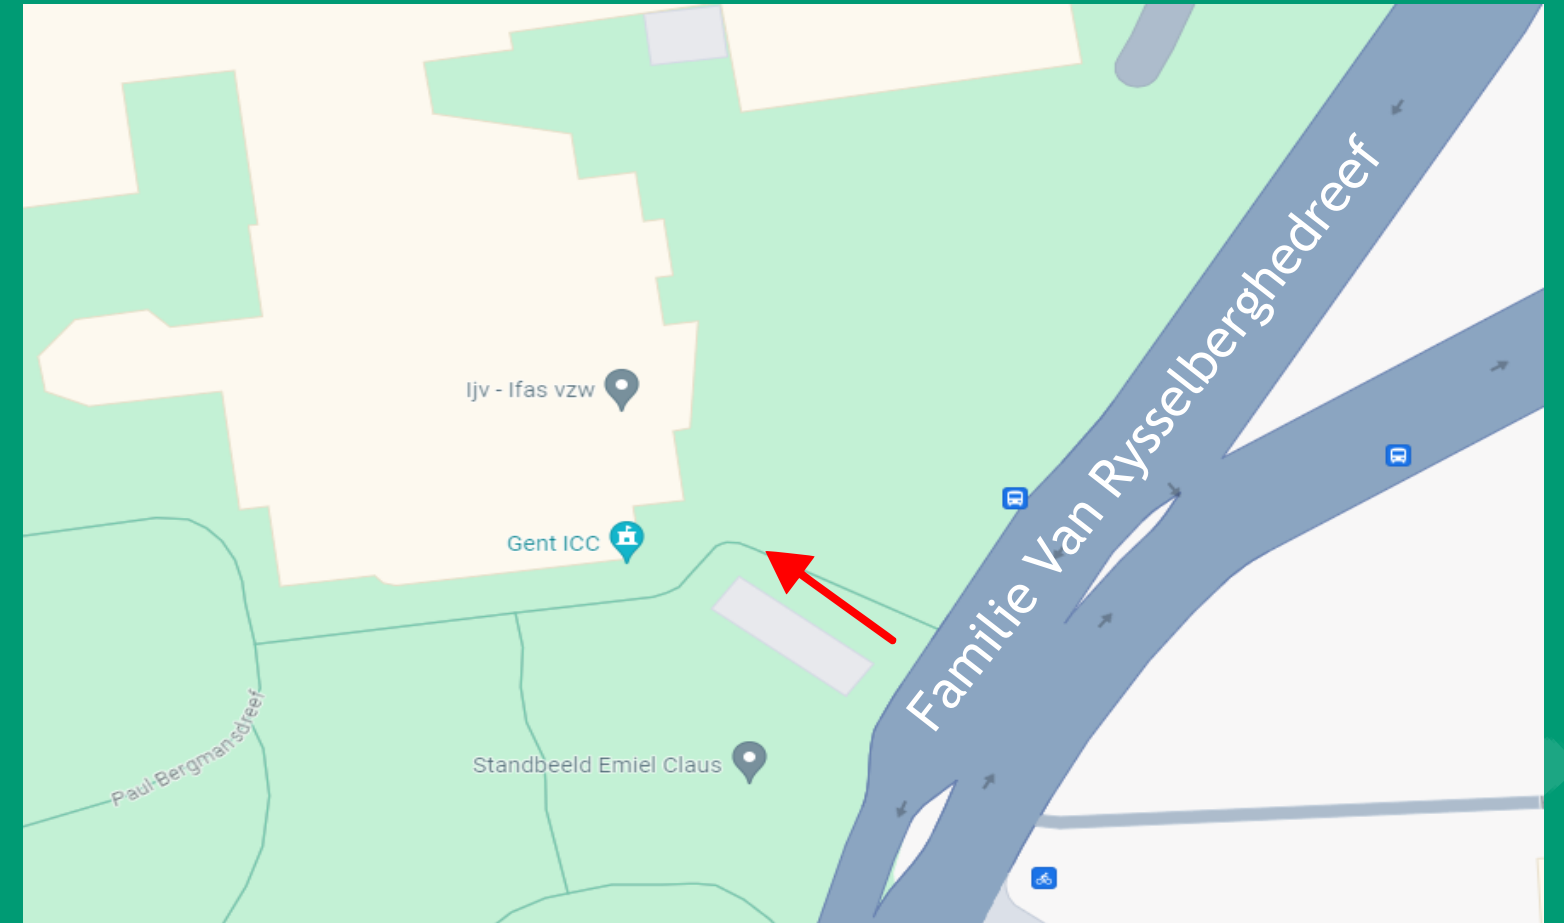 Familie Van Rysselberghedreef
Ijv - Ifas vzw
Gent ICC
Standbeeld Emiel Claus
Paul-Bergmansdreef